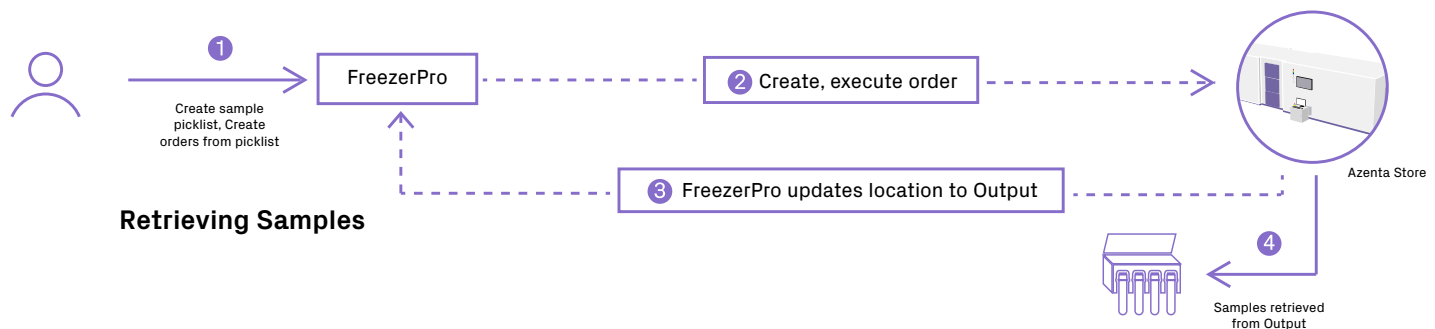 1
Create sample
picklist, Create
orders from picklist
FreezerPro
2 Create, execute order
Azenta Store
3 FreezerPro updates location to Output
Retrieving Samples
4
Samples retrieved
from Output